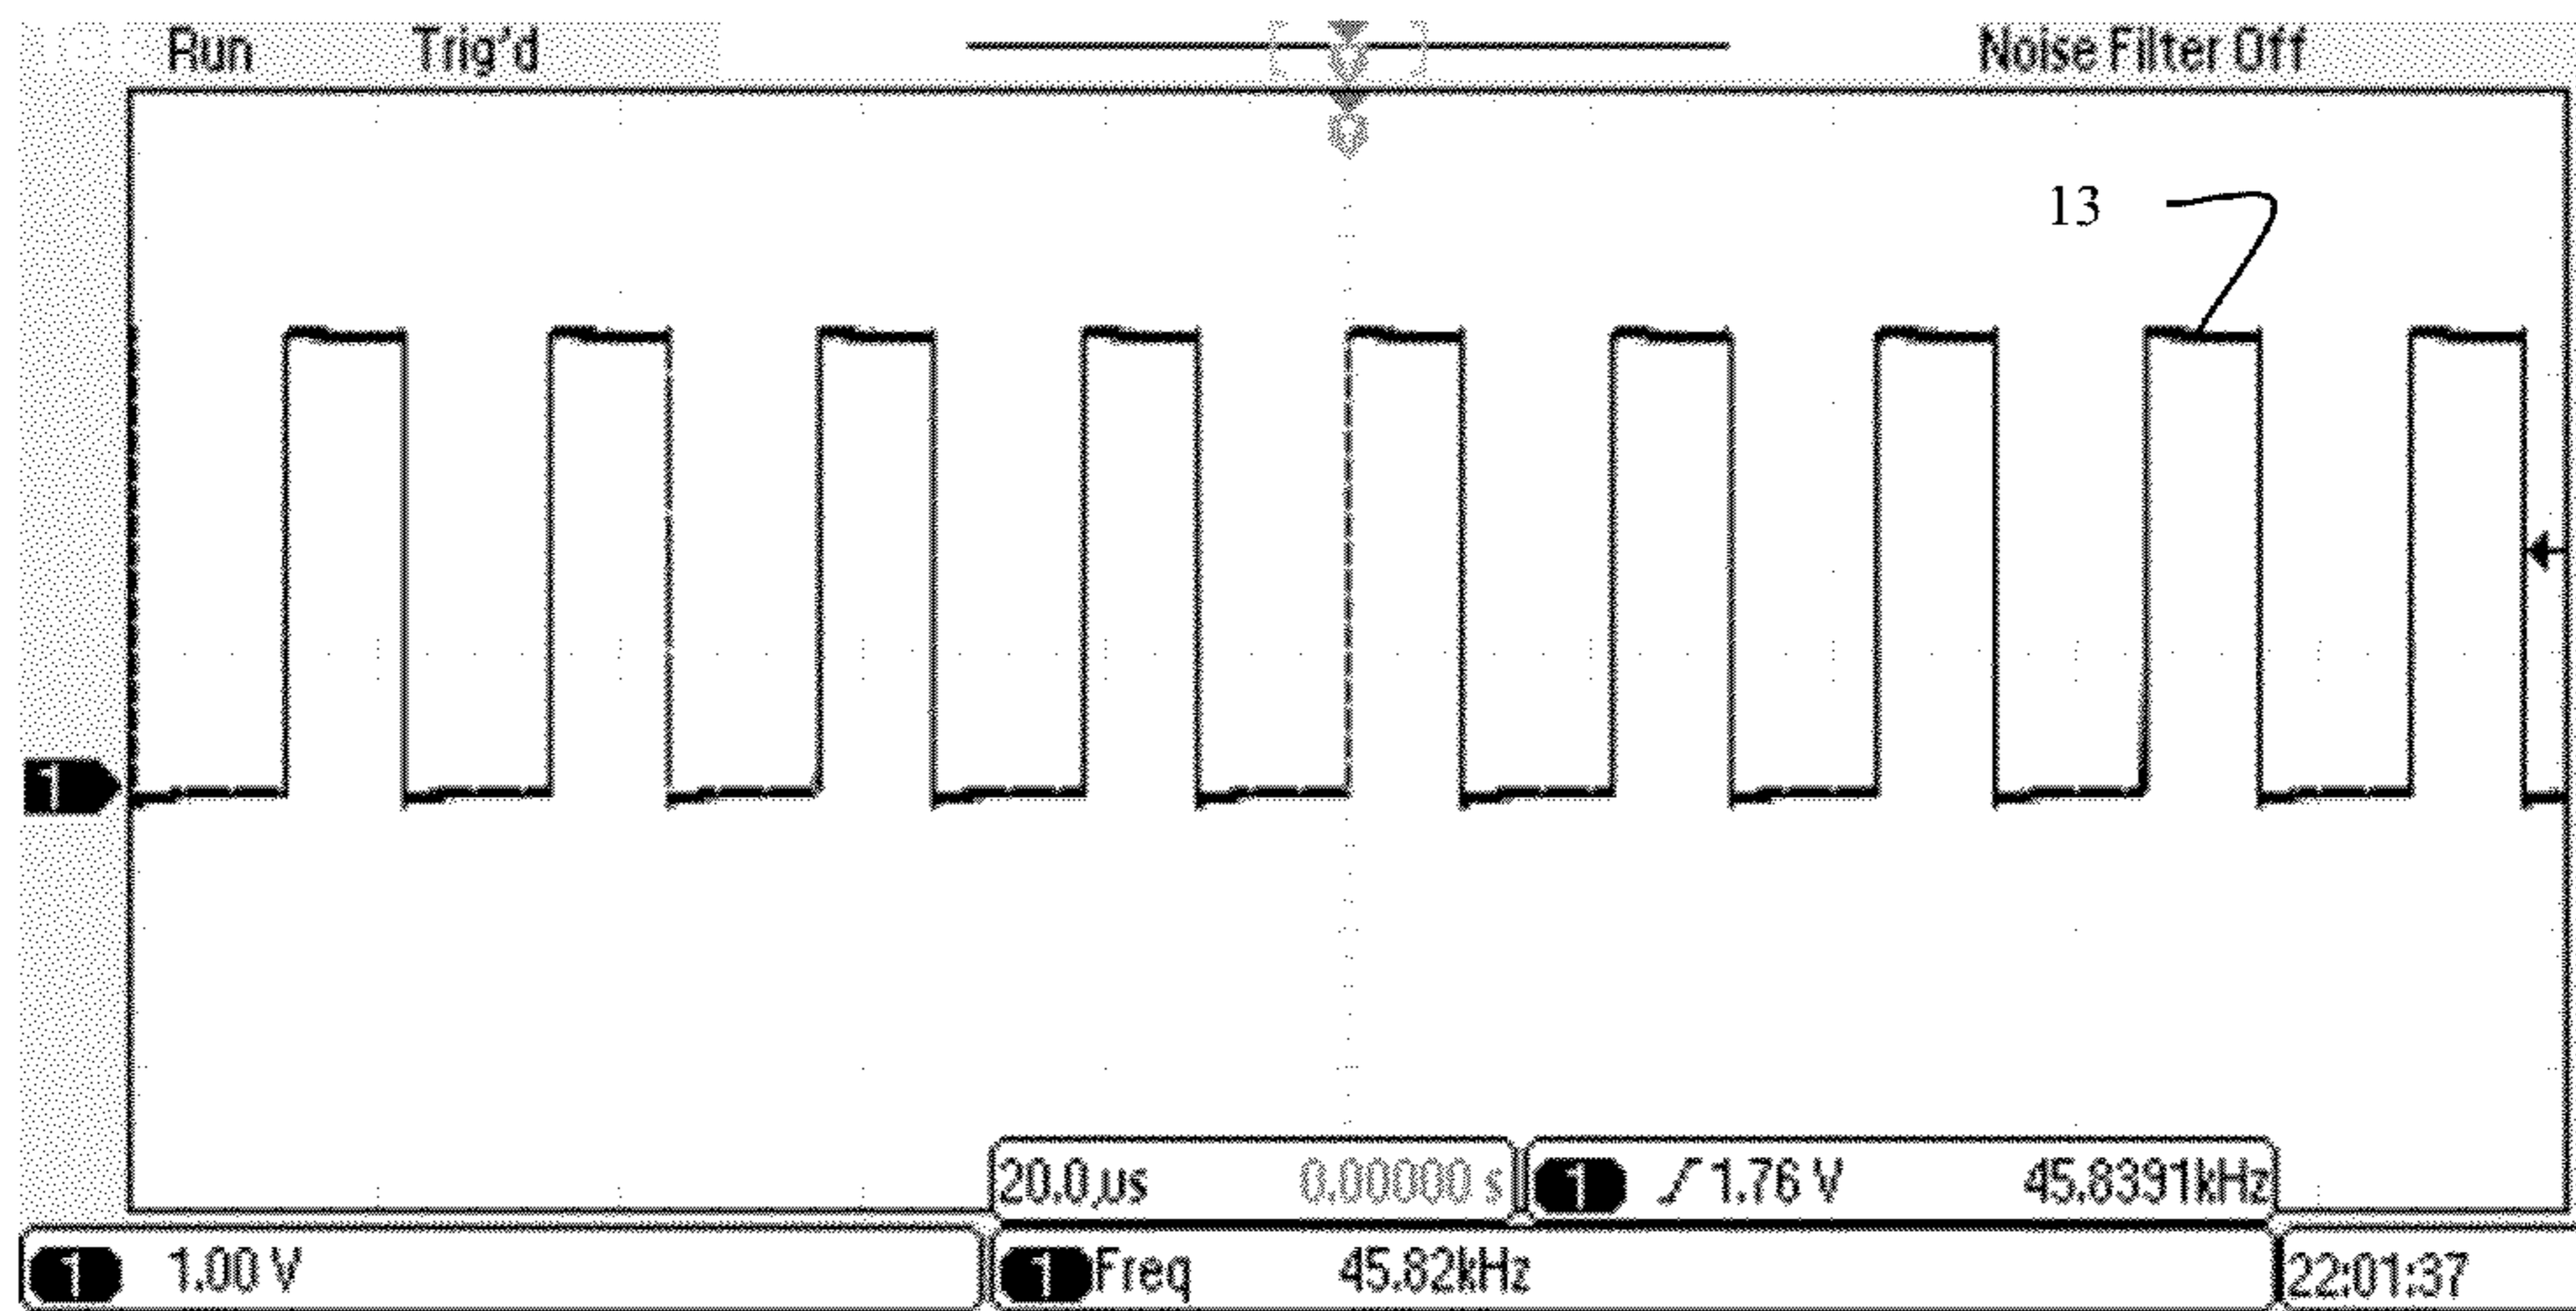 Run Trig'd Noise Filter Off
13
1
20.0µs 0.00000 s 1 1.76 V 45.8391kHz
1 1.00 V 1 Freq 45.82kHz 22:01:37